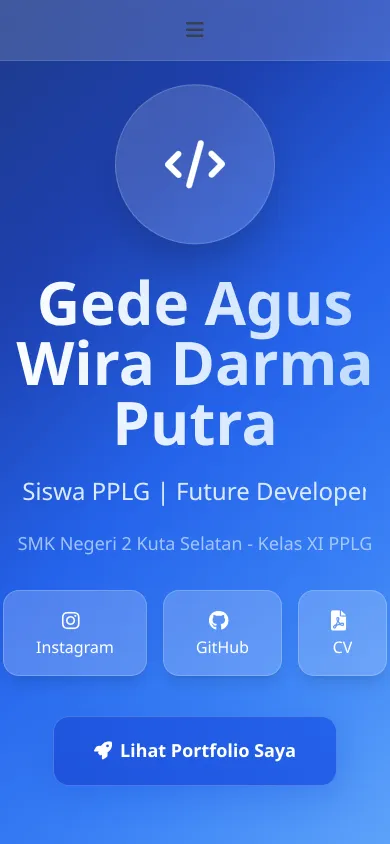 Gede Agus
Wira Darma
Putra
Siswa PPLG | Future Developer
SMK Negeri 2 Kuta Selatan - Kelas XI PPLG
Instagram
GitHub
CV
Lihat Portfolio Saya